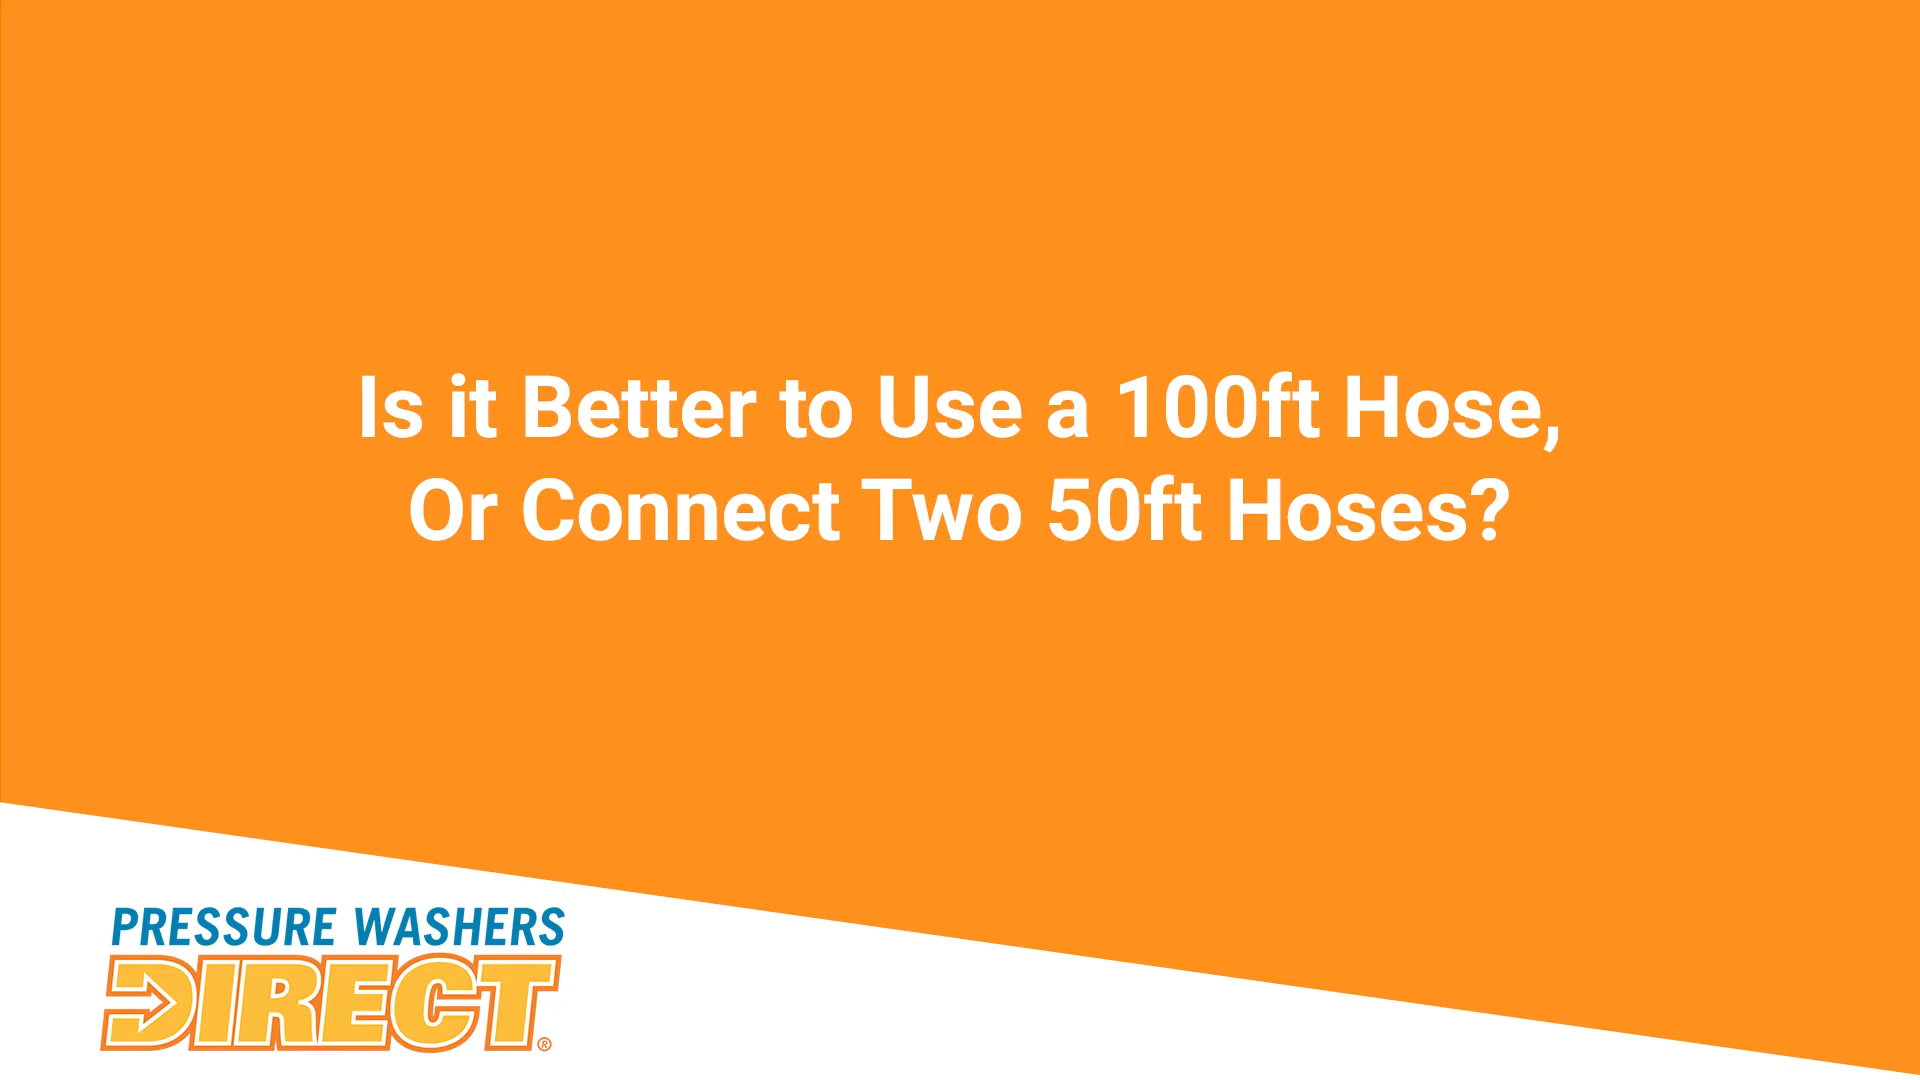 Is it Better to Use a 100ft Hose,
Or Connect Two 50ft Hoses?
PRESSURE WASHERS
DIRECT®